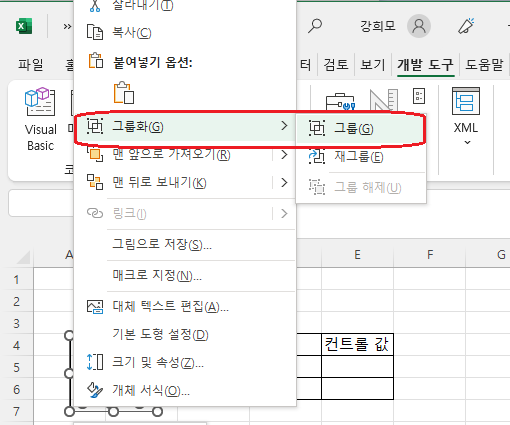 잘라내기(T)
강희모
복사(C)
파일
붙여넣기 옵션:
터
검토
보기
개발 도구
도움말
Visual
Basic
그룹화(G)
그룹(G)
XML
맨 앞으로 가져오기(R)
재그룹(E)
맨 뒤로 보내기(K)
그룹 해제(U)
링크(I)
그림으로 저장(S)...
A
E
F
G
매크로 지정(N)...
1
2
대체 텍스트 편집(A)...
3
기본 도형 설정(D)
4
컨트롤 값
크기 및 속성(Z)...
5
개체 서식(O)...
6
7